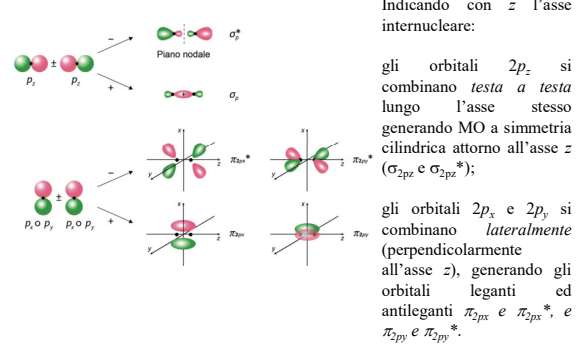 Indicando con z l'asse
internucleare:
gli orbitali 2pz si
combinano testa a testa
lungo l'asse stesso
generando MO a simmetria
cilindrica attorno all'asse z
(σ2pz e σ2pz*);
gli orbitali 2px e 2py si
combinano lateralmente
(perpendicolarmente
all'asse z), generando gli
orbitali leganti ed
antileganti π2px e π2px*, e
π2py e π2py*.
− σp*
Piano nodale
±
pz pz
+ σp
x x
− z π2px* z π2py*
y y
± ±
px o py px o py
x x
+ z π2px z π2py
y y